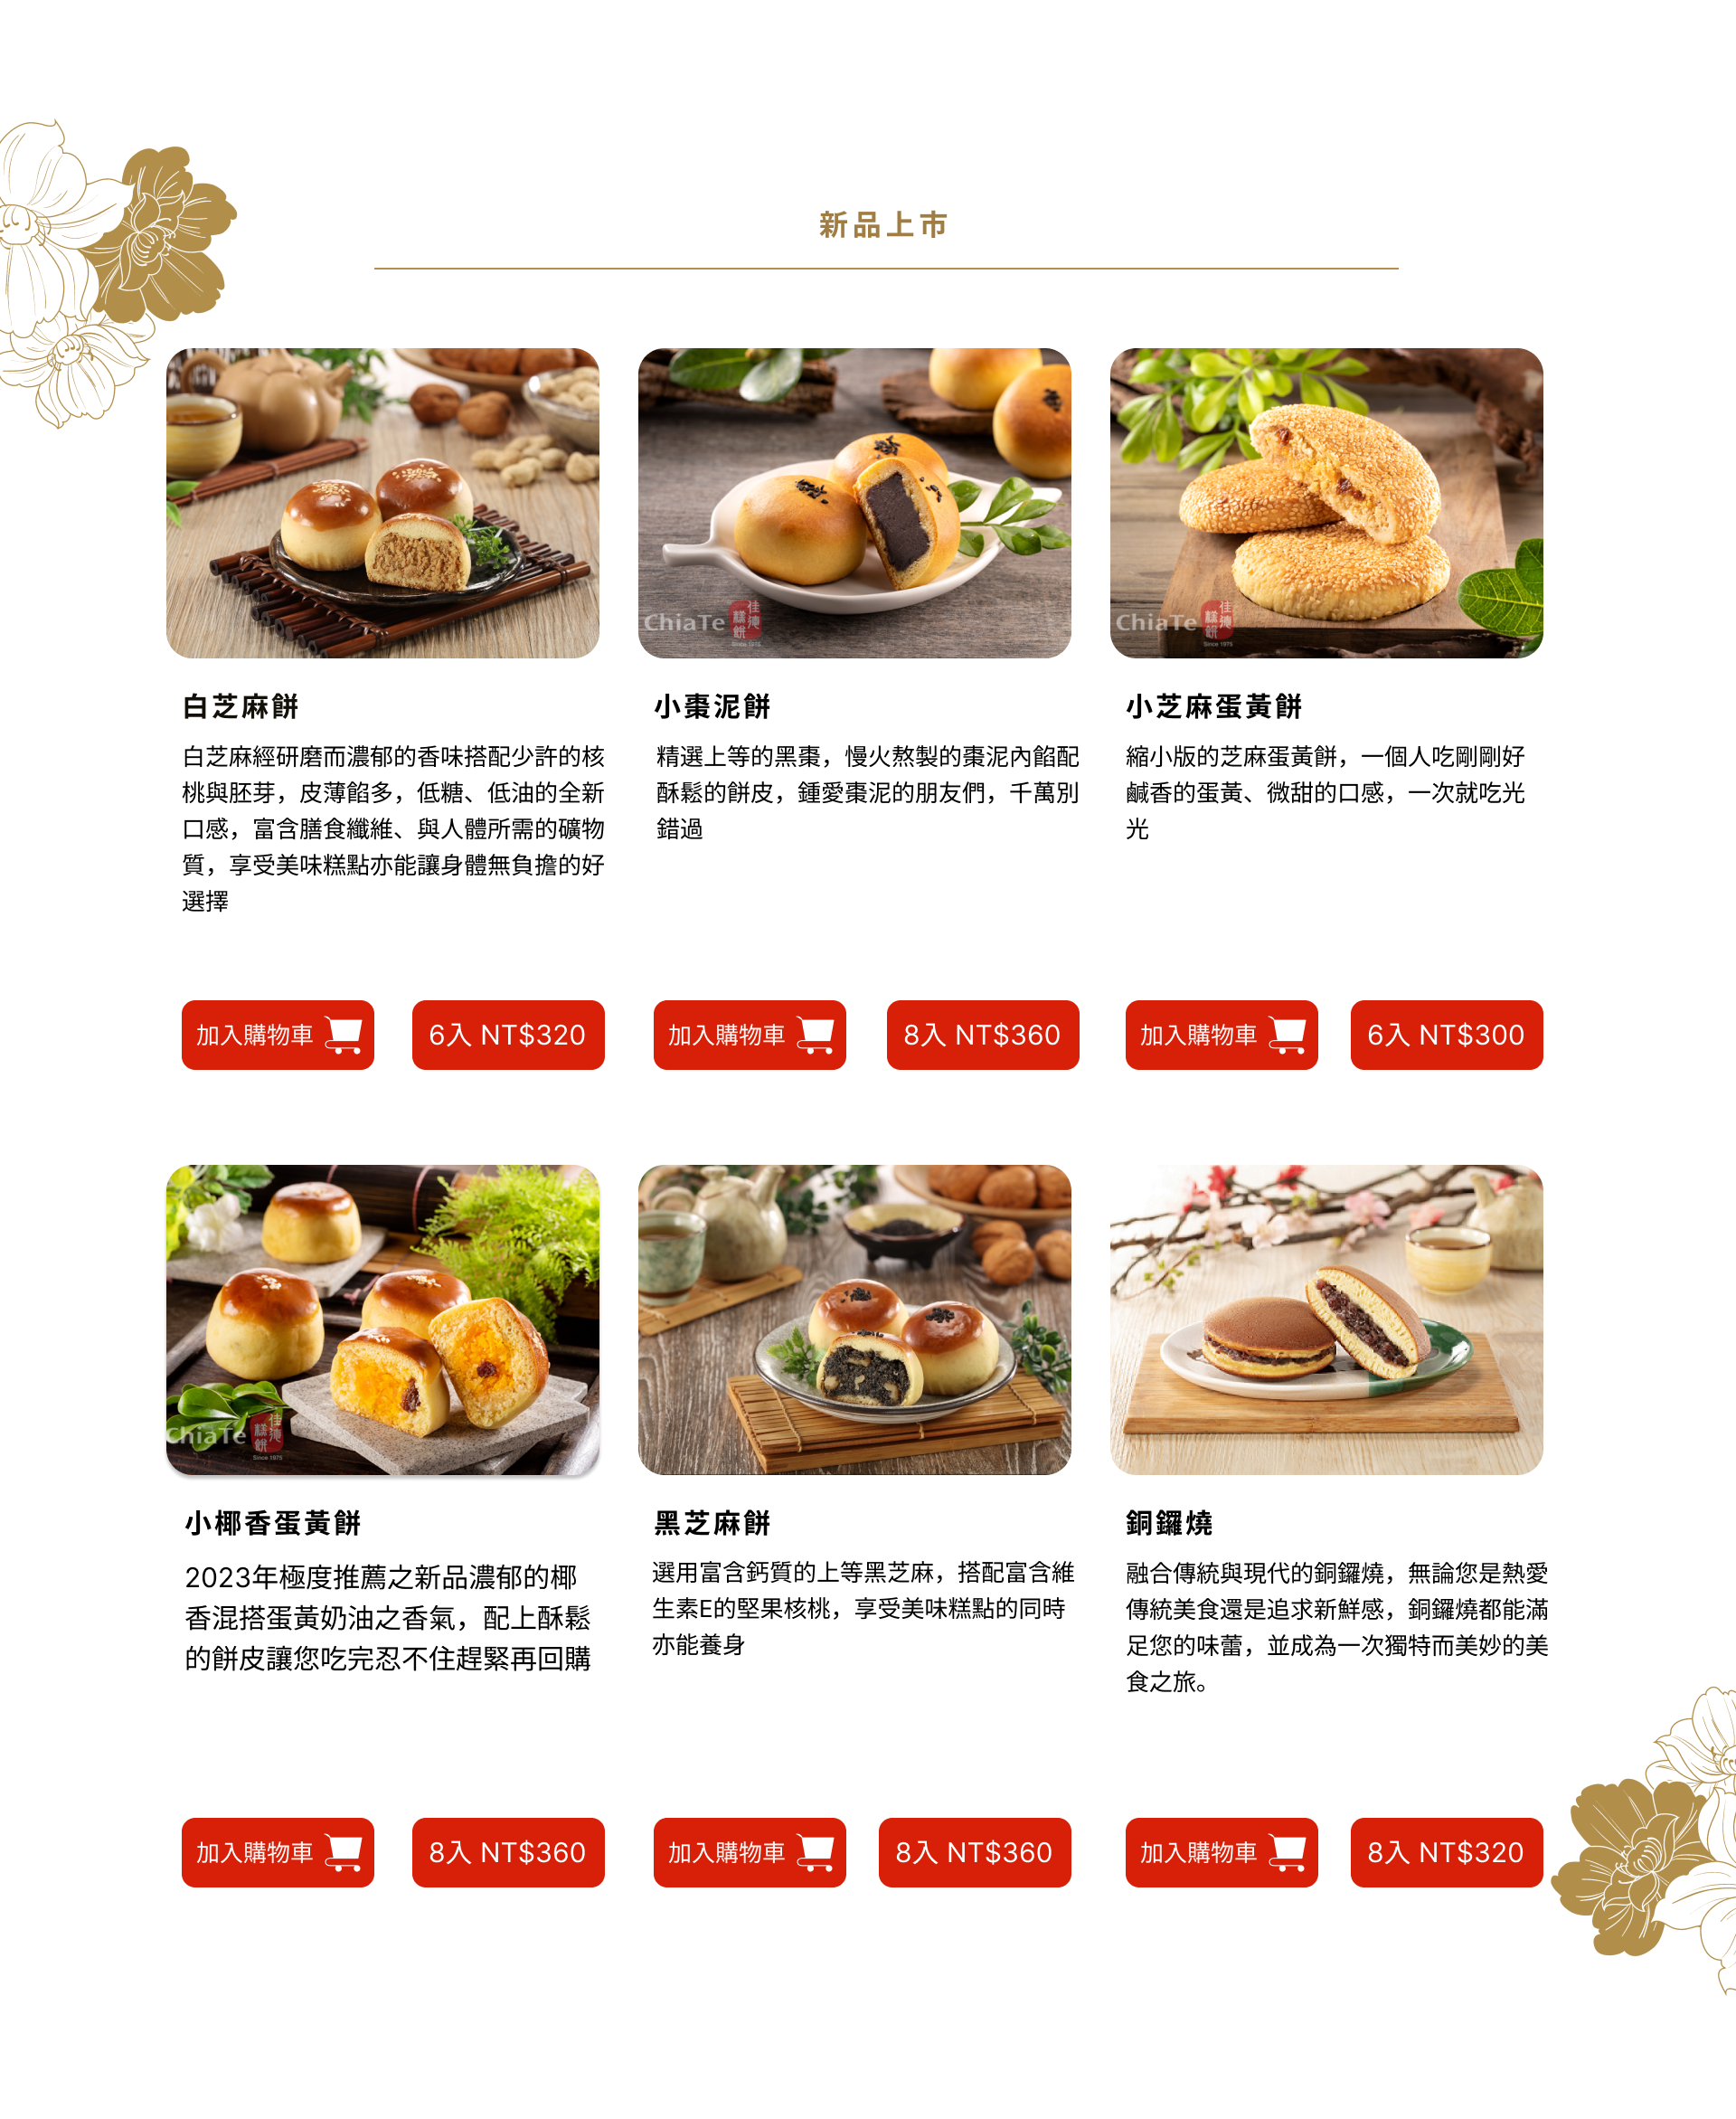 新品上市
ChiaTe
佳德
糕餅
Since 1975
ChiaTe
佳德
糕餅
Since 1975
白芝麻餅
白芝麻經研磨而濃郁的香味搭配少許的核
桃與胚芽，皮薄餡多，低糖、低油的全新
口感，富含膳食纖維、與人體所需的礦物
質，享受美味糕點亦能讓身體無負擔的好
選擇
小棗泥餅
精選上等的黑棗，慢火熬製的棗泥內餡配
酥鬆的餅皮，鍾愛棗泥的朋友們，千萬別
錯過
小芝麻蛋黃餅
縮小版的芝麻蛋黃餅，一個人吃剛剛好
鹹香的蛋黃、微甜的口感，一次就吃光
光
加入購物車
6入 NT$320
加入購物車
8入 NT$360
加入購物車
6入 NT$300
ChiaTe
佳德
糕餅
Since 1975
小椰香蛋黃餅
2023年極度推薦之新品濃郁的椰
香混搭蛋黃奶油之香氣，配上酥鬆
的餅皮讓您吃完忍不住趕緊再回購
黑芝麻餅
選用富含鈣質的上等黑芝麻，搭配富含維
生素E的堅果核桃，享受美味糕點的同時
亦能養身
銅鑼燒
融合傳統與現代的銅鑼燒，無論您是熱愛
傳統美食還是追求新鮮感，銅鑼燒都能滿
足您的味蕾，並成為一次獨特而美妙的美
食之旅。
加入購物車
8入 NT$360
加入購物車
8入 NT$360
加入購物車
8入 NT$320